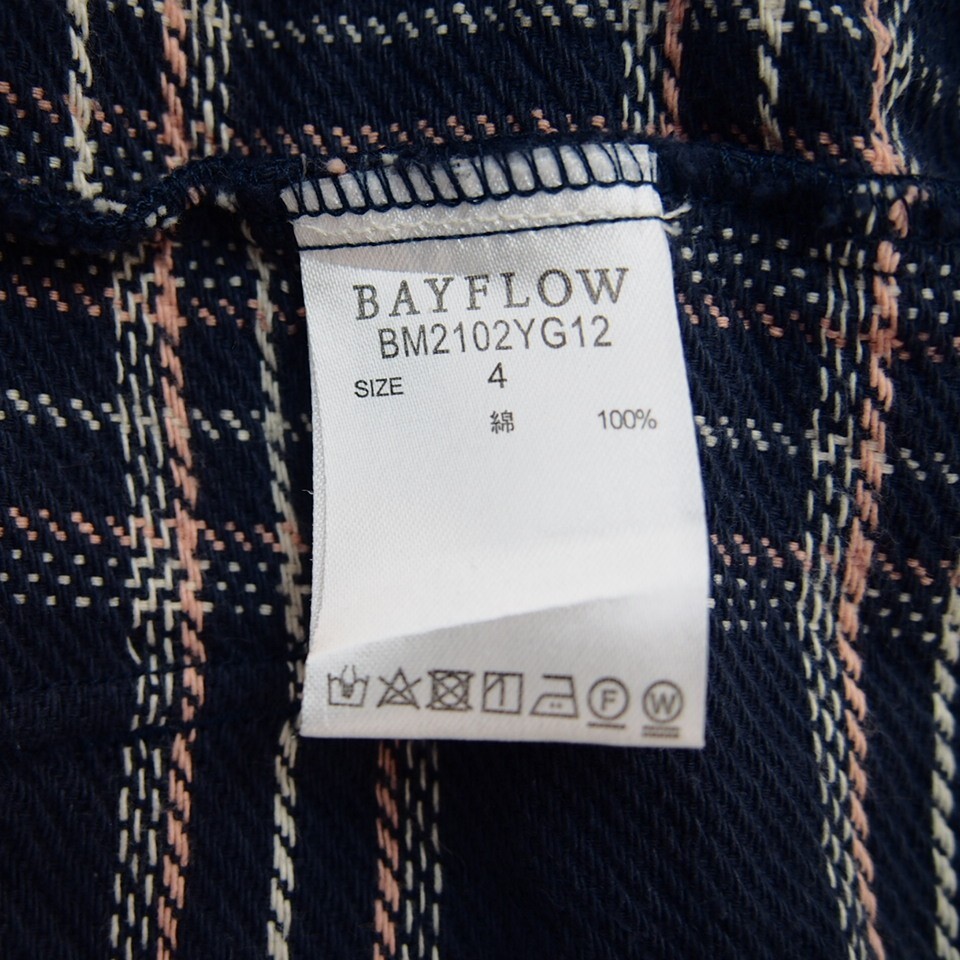 BAYFLOW
BM2102YG12
SIZE 4
綿 100%
F W